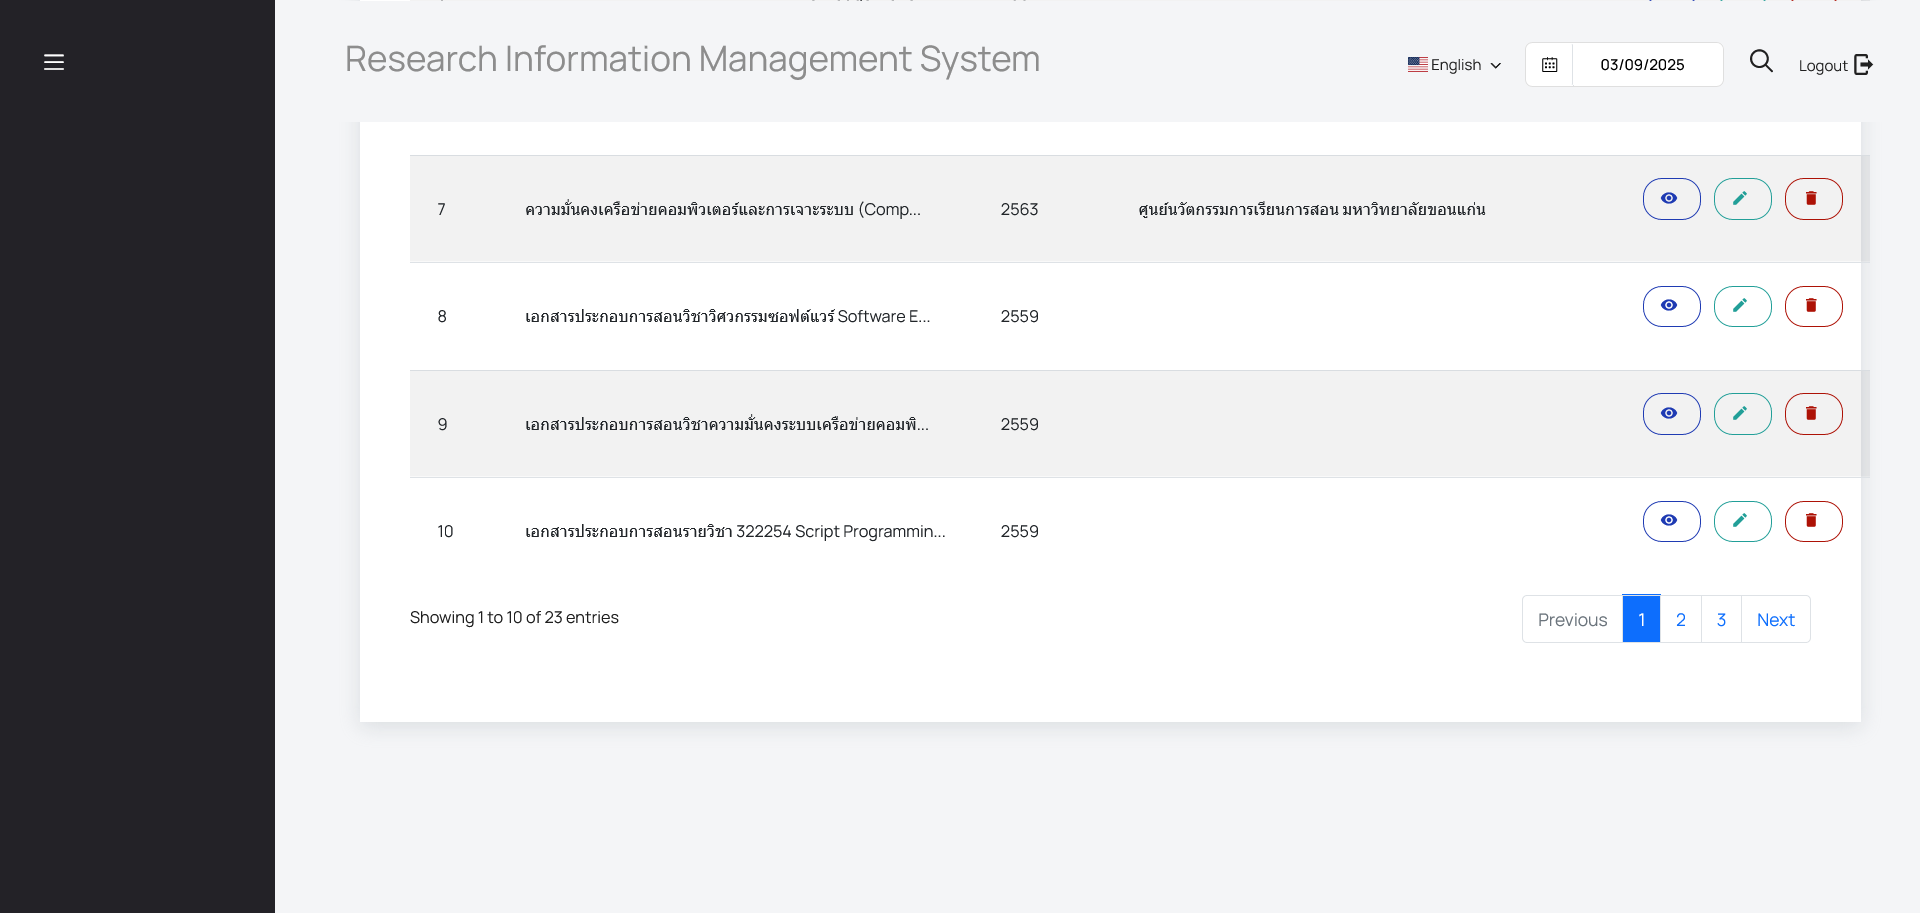 Research Information Management System
English
03/09/2025
Logout
7 ความมั่นคงเครือข่ายคอมพิวเตอร์และการเจาะระบบ (Comp... 2563 ศูนย์นวัตกรรมการเรียนการสอน มหาวิทยาลัยขอนแก่น
8 เอกสารประกอบการสอนวิชาวิศวกรรมซอฟต์แวร์ Software E... 2559
9 เอกสารประกอบการสอนวิชาความมั่นคงระบบเครือข่ายคอมพิ... 2559
10 เอกสารประกอบการสอนรายวิชา 322254 Script Programmin... 2559
Showing 1 to 10 of 23 entries
Previous 1 2 3 Next